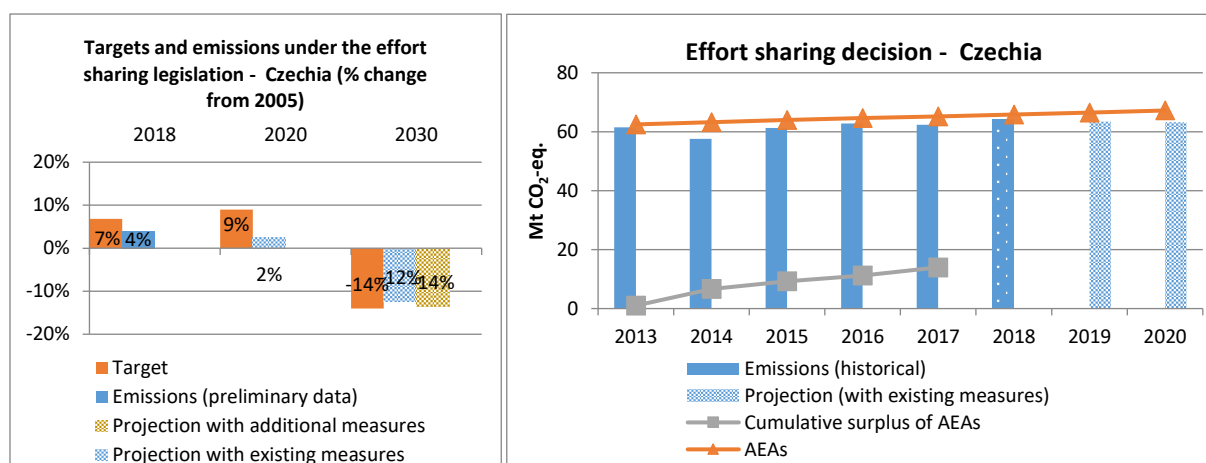 Targets and emissions under the effort
sharing legislation - Czechia (% change
from 2005)
2018 2020 2030
20%
10%
0%
-10%
-20%
7% 4%
9%
2%
-14% -12% -14%
Target
Emissions (preliminary data)
Projection with additional measures
Projection with existing measures
Effort sharing decision - Czechia
Mt CO2-eq.
80
60
40
20
0
2013 2014 2015 2016 2017 2018 2019 2020
Emissions (historical)
Projection (with existing measures)
Cumulative surplus of AEAs
AEAs